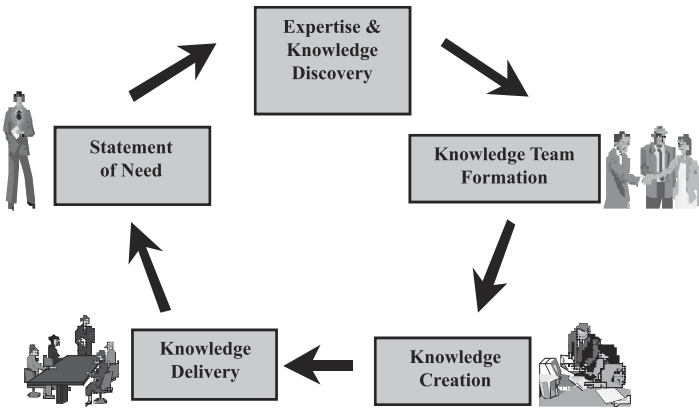 Expertise &
Knowledge
Discovery
Statement
of Need
Knowledge Team
Formation
Knowledge
Delivery
Knowledge
Creation